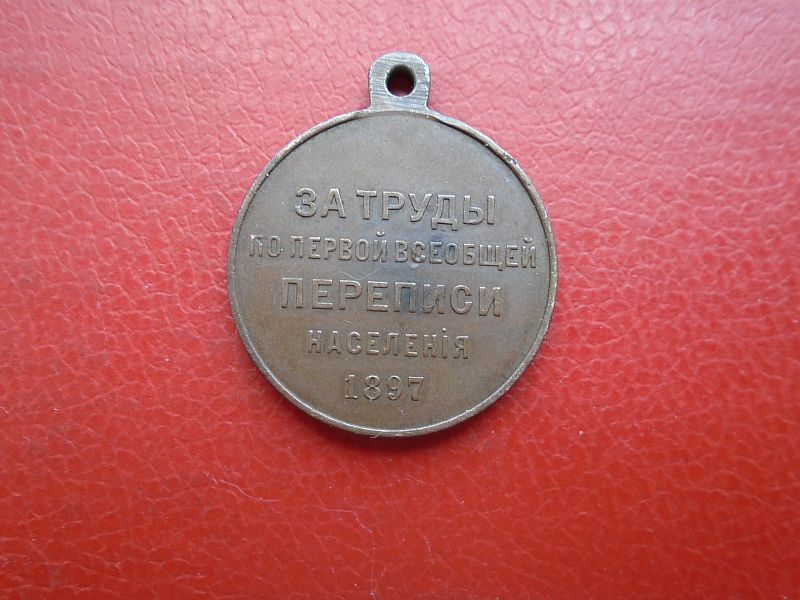 ЗА ТРУДЫ
ПО ПЕРВОЙ ВСЕОБЩЕЙ
ПЕРЕПИСИ
НАСЕЛЕНІЯ
1897